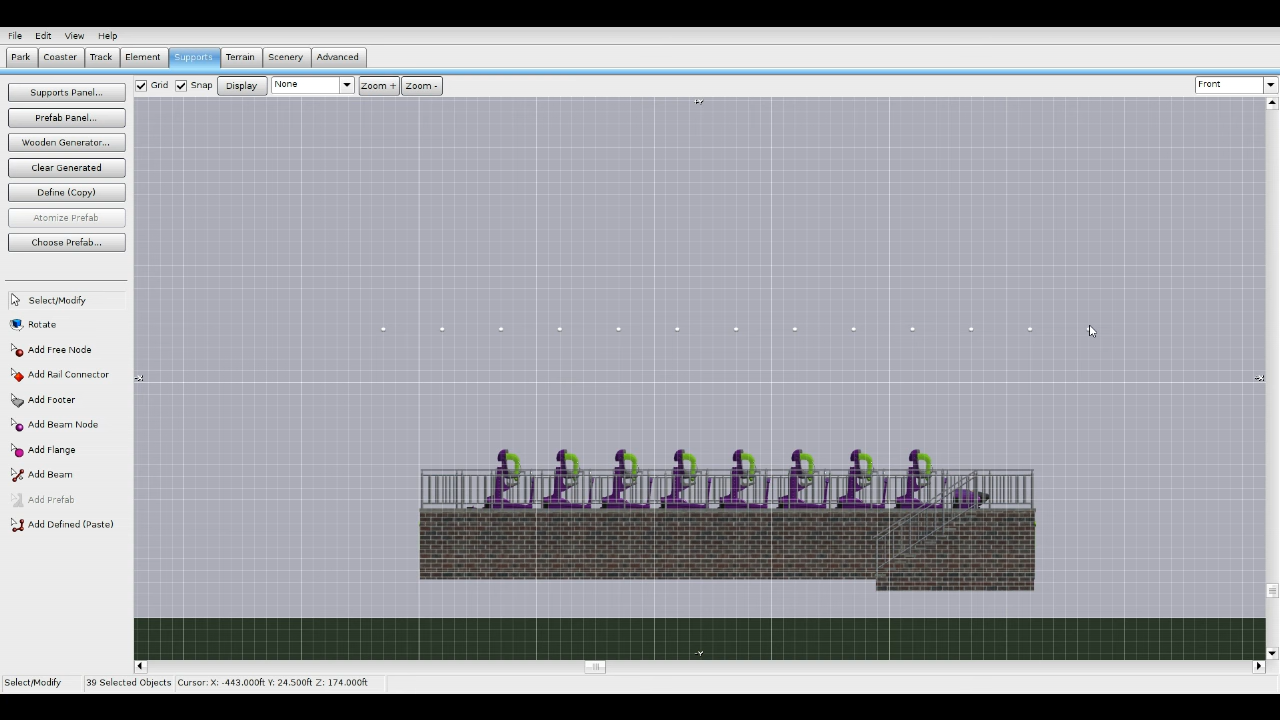 File Edit View Help
Park Coaster Track Element Supports Terrain Scenery Advanced
Supports Panel... Grid Snap Display None Zoom + Zoom - Front
Prefab Panel...
Wooden Generator...
Clear Generated
Define (Copy)
Atomize Prefab
Choose Prefab...
Select/Modify
Rotate
Add Free Node
Add Rail Connector
Add Footer
Add Beam Node
Add Flange
Add Beam
Add Prefab
Add Defined (Paste)
-Y
Select/Modify 39 Selected Objects Cursor: X: -443.000ft Y: 24.500ft Z: 174.000ft